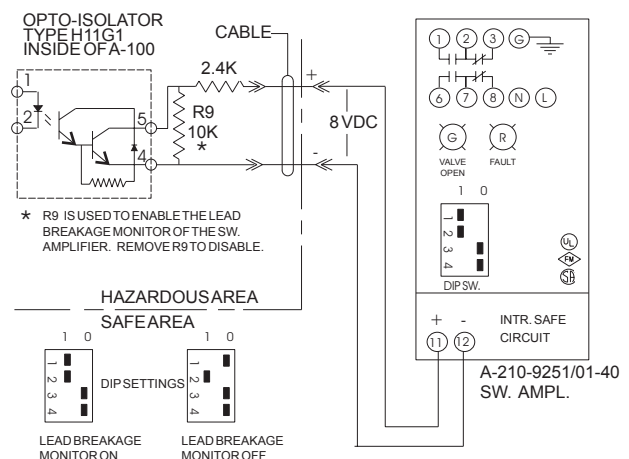 OPTO-ISOLATOR
TYPE H11G1
INSIDE OF A-100
CABLE
1
2
5
4
2.4K
R9
10K
*
+
8 VDC
-
* R9 IS USED TO ENABLE THE LEAD
BREAKAGE MONITOR OF THE SW.
AMPLIFIER. REMOVE R9 TO DISABLE.
HAZARDOUS AREA
SAFE AREA
1 0
1
2
3
4
DIP SETTINGS
1 0
1
2
3
4
LEAD BREAKAGE
MONITOR ON
LEAD BREAKAGE
MONITOR OFF
1 2 3 G
6 7 8 N L
G
R
VALVE
OPEN
FAULT
1 0
1
2
3
4
DIP SW.
UL
FM
SA
+ -
11 12
INTR. SAFE
CIRCUIT
A-210-9251/01-40
SW. AMPL.